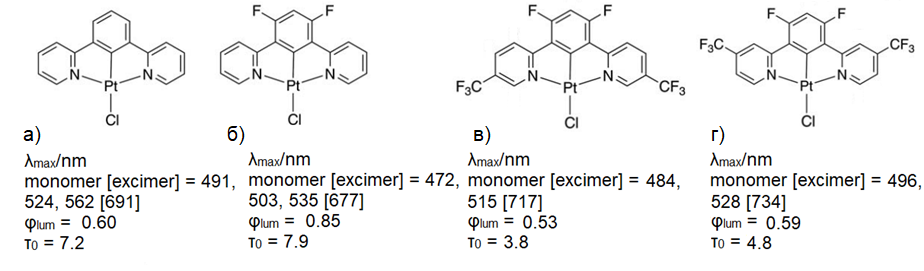 F F
F F
F F
N N
N N
F₃C N N CF₃
F₃C N N CF₃
Pt
Pt
Pt
Pt
Cl
Cl
Cl
Cl
а)
λmax/nm
monomer [excimer] = 491,
524, 562 [691]
φlum = 0.60
τ0 = 7.2
б)
λmax/nm
monomer [excimer] = 472,
503, 535 [677]
φlum = 0.85
τ0 = 7.9
в)
λmax/nm
monomer [excimer] = 484,
515 [717]
φlum = 0.53
τ0 = 3.8
г)
λmax/nm
monomer [excimer] = 496,
528 [734]
φlum = 0.59
τ0 = 4.8